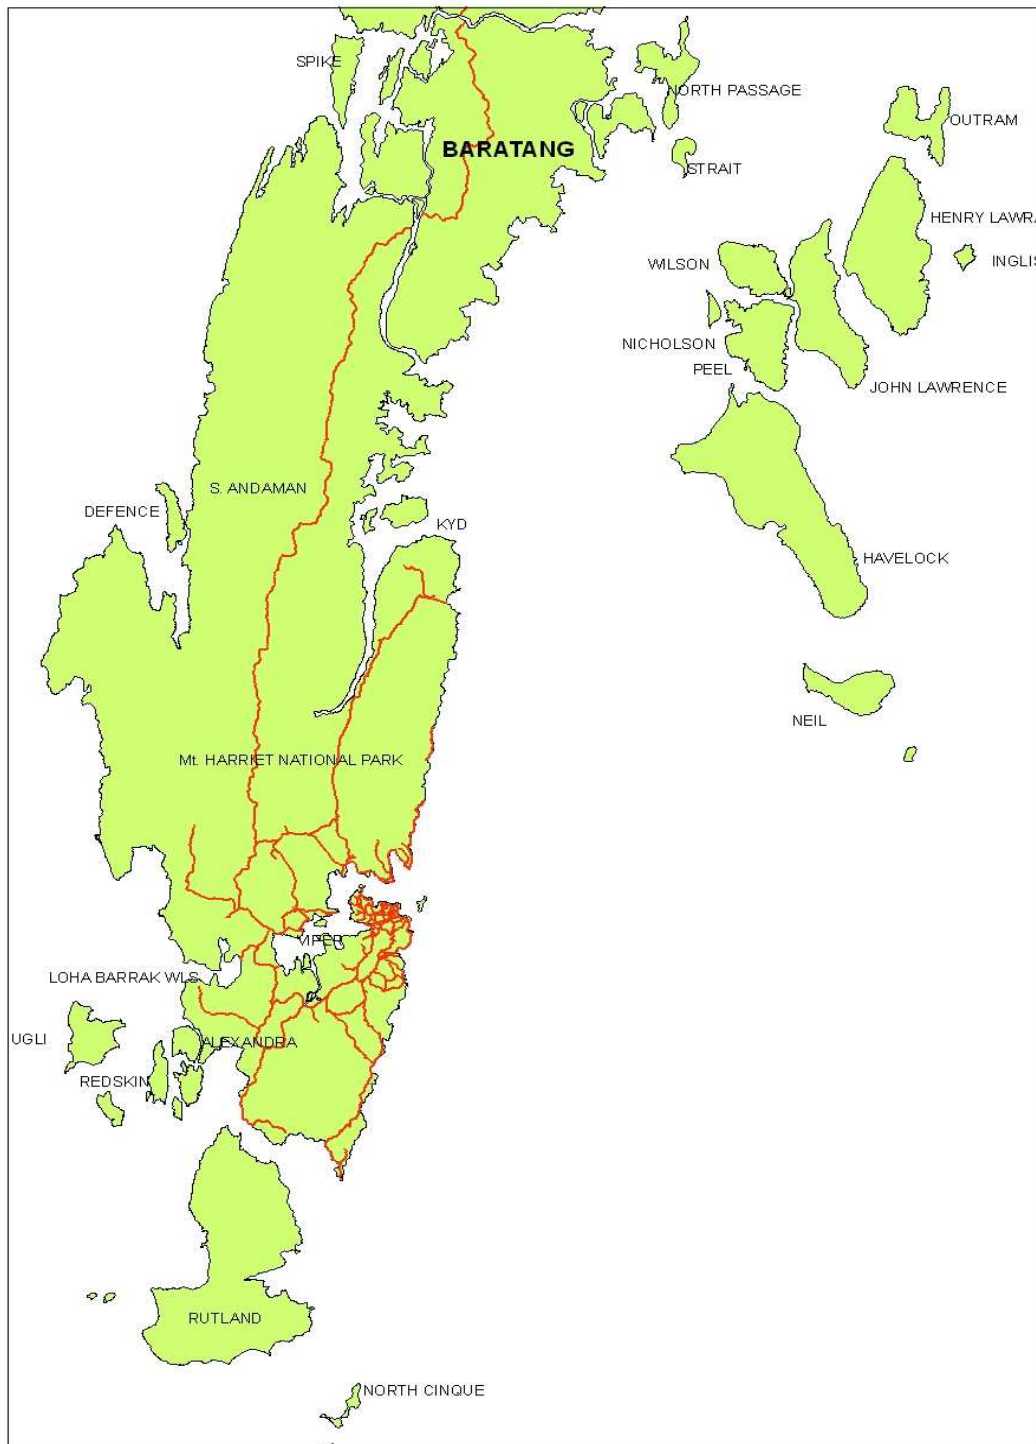 SPIKE
NORTH PASSAGE
OUTRAM
BARATANG
STRAIT
HENRY LAWRA
WILSON
INGLIS
NICHOLSON
PEEL
JOHN LAWRENCE
S. ANDAMAN
DEFENCE
KYD
HAVELOCK
NEIL
Mt. HARRIET NATIONAL PARK
VIPER
LOHA BARRAK WLS
UGLI
ALEXANDRA
REDSKIN
RUTLAND
NORTH CINQUE